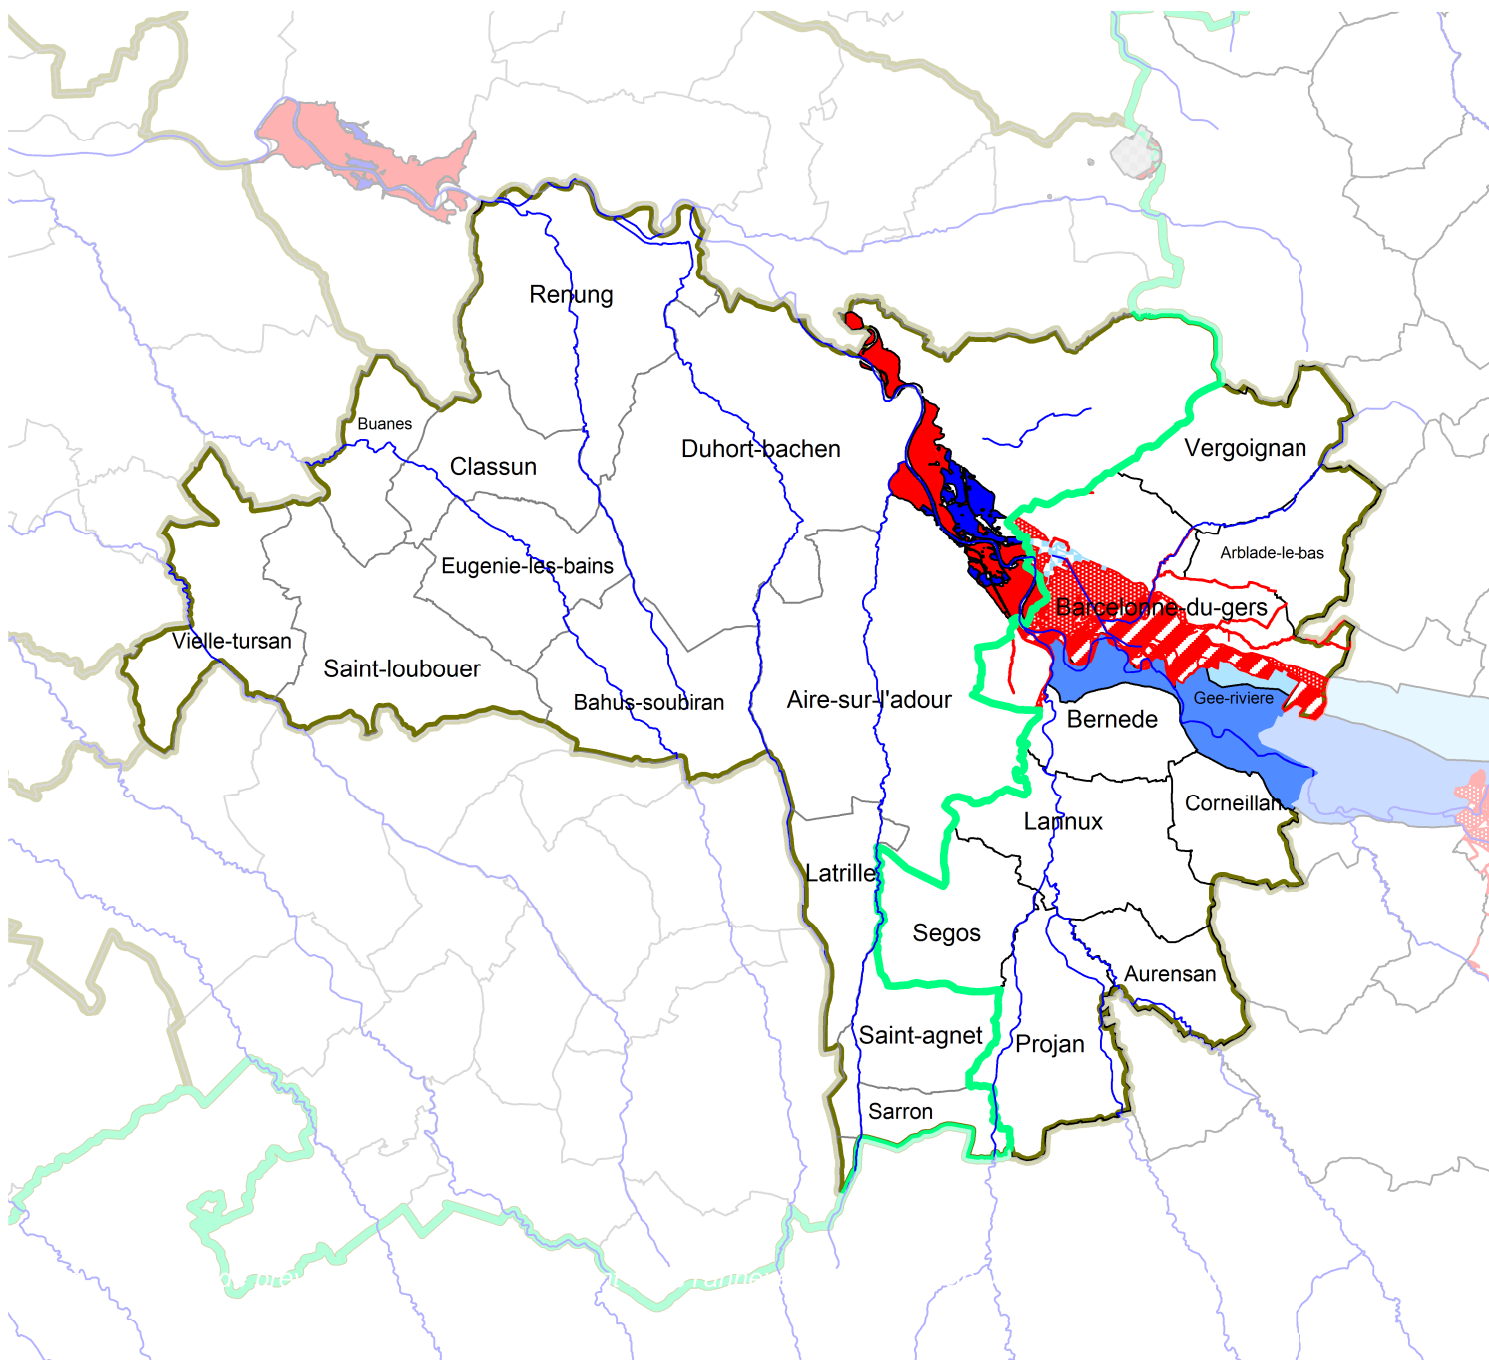 Renung
Buanes
Duhort-bachen
Vergoignan
Classun
Arblade-le-bas
Eugenie-les-bains
Barcelonne-du-gers
Vielle-tursan
Saint-loubouer
Bahus-soubiran
Aire-sur-l'adour
Gee-riviere
Bernede
Corneillan
Lannux
Latrille
Segos
Aurensan
Saint-agnet
Projan
Sarron